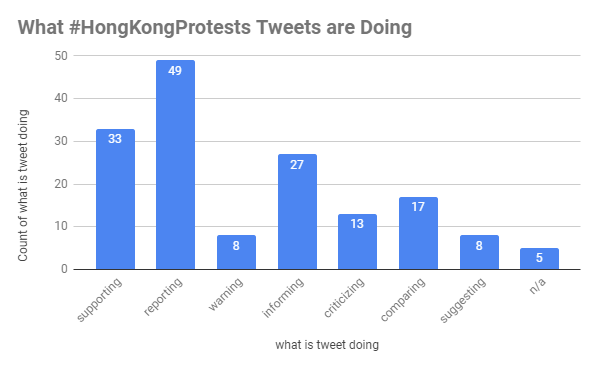 What #HongKongProtests Tweets are Doing
Count of what is tweet doing
50
40
30
20
10
0
33
49
8
27
13
17
8
5
supporting
reporting
warning
informing
criticizing
comparing
suggesting
n/a
what is tweet doing